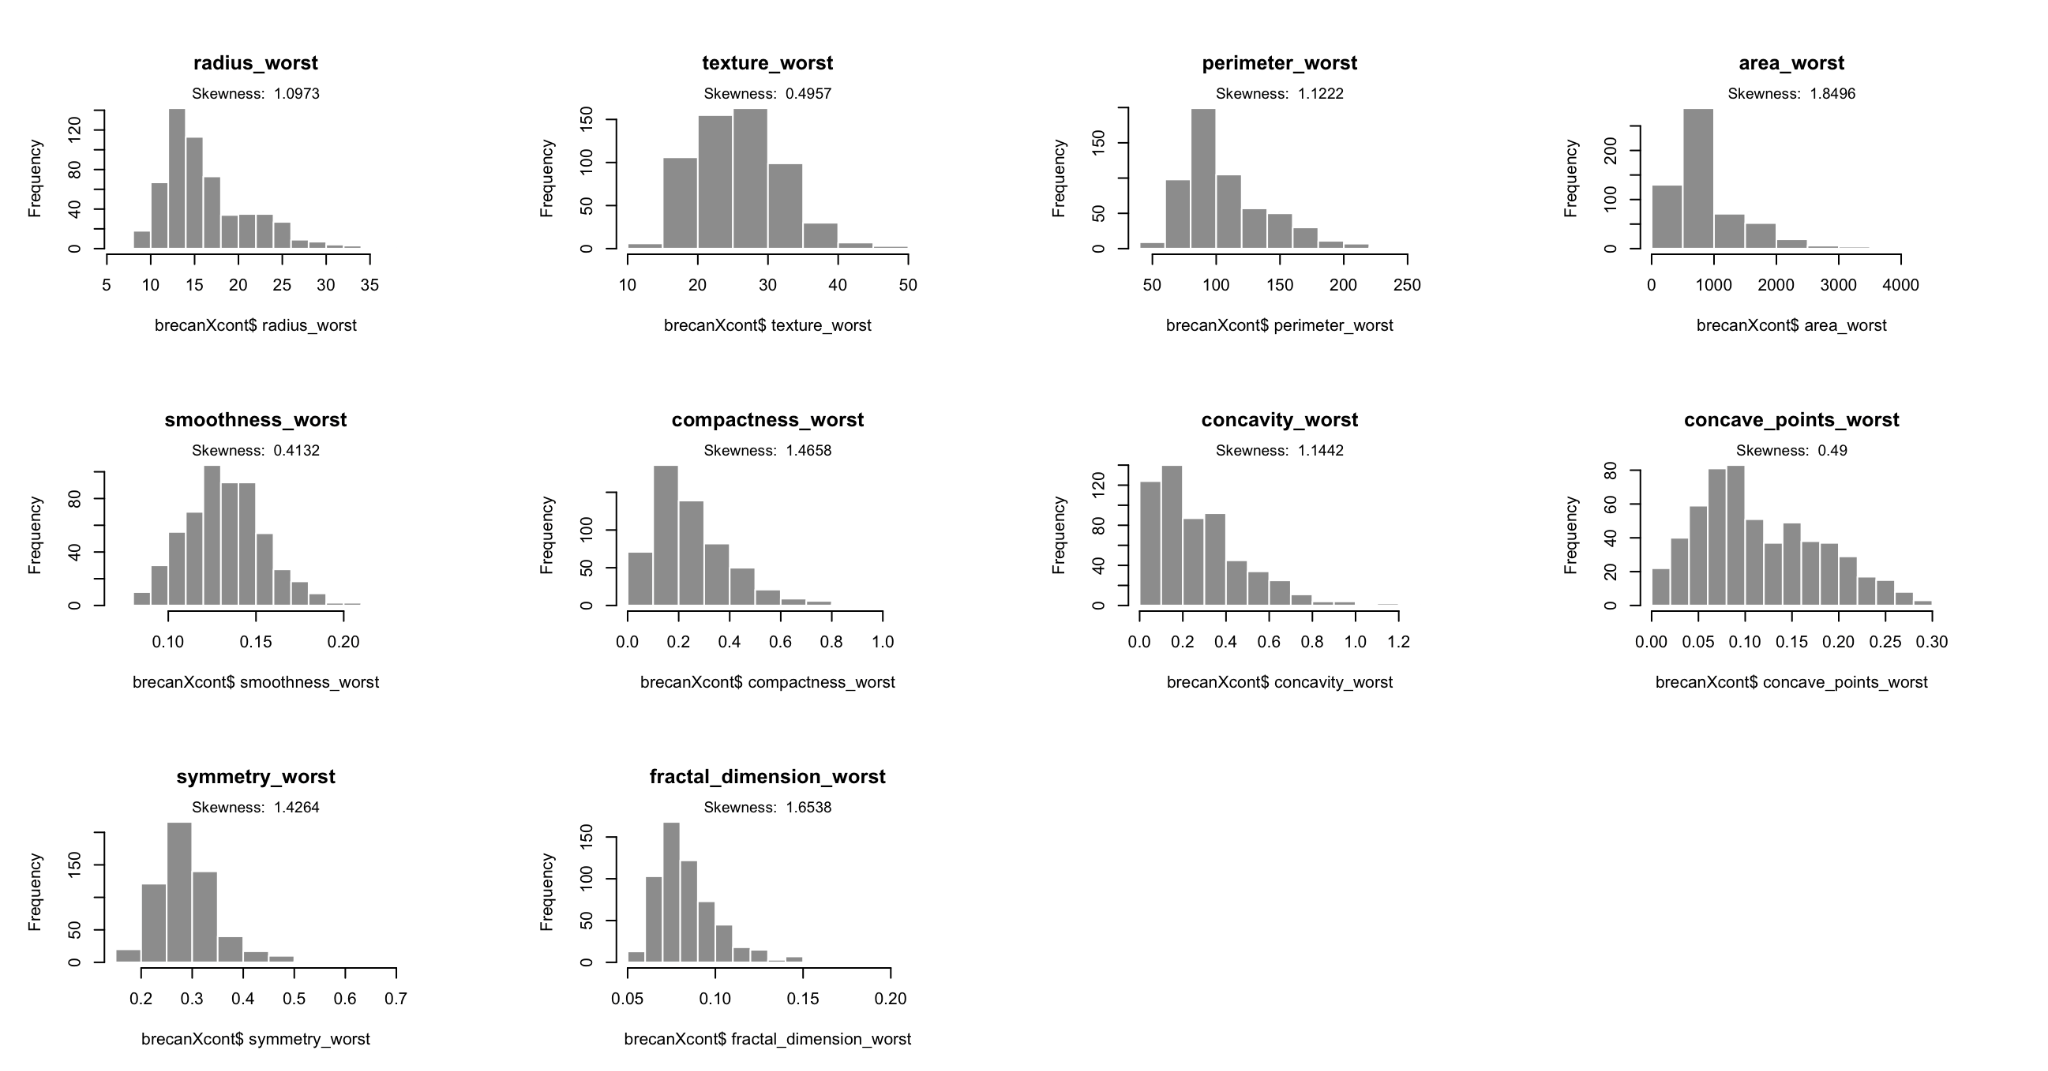 radius_worst
Skewness: 1.0973
Frequency
0 40 80 120
5 10 15 20 25 30 35
brecanXcont$ radius_worst
texture_worst
Skewness: 0.4957
Frequency
0 50 100 150
10 20 30 40 50
brecanXcont$ texture_worst
perimeter_worst
Skewness: 1.1222
Frequency
0 50 150
50 100 150 200 250
brecanXcont$ perimeter_worst
area_worst
Skewness: 1.8496
Frequency
0 100 200
0 1000 2000 3000 4000
brecanXcont$ area_worst
smoothness_worst
Skewness: 0.4132
Frequency
0 40 80
0.10 0.15 0.20
brecanXcont$ smoothness_worst
compactness_worst
Skewness: 1.4658
Frequency
0 50 100
0.0 0.2 0.4 0.6 0.8 1.0
brecanXcont$ compactness_worst
concavity_worst
Skewness: 1.1442
Frequency
0 40 80 120
0.0 0.2 0.4 0.6 0.8 1.0 1.2
brecanXcont$ concavity_worst
concave_points_worst
Skewness: 0.49
Frequency
0 20 40 60 80
0.00 0.05 0.10 0.15 0.20 0.25 0.30
brecanXcont$ concave_points_worst
symmetry_worst
Skewness: 1.4264
Frequency
0 50 150
0.2 0.3 0.4 0.5 0.6 0.7
brecanXcont$ symmetry_worst
fractal_dimension_worst
Skewness: 1.6538
Frequency
0 50 100 150
0.05 0.10 0.15 0.20
brecanXcont$ fractal_dimension_worst